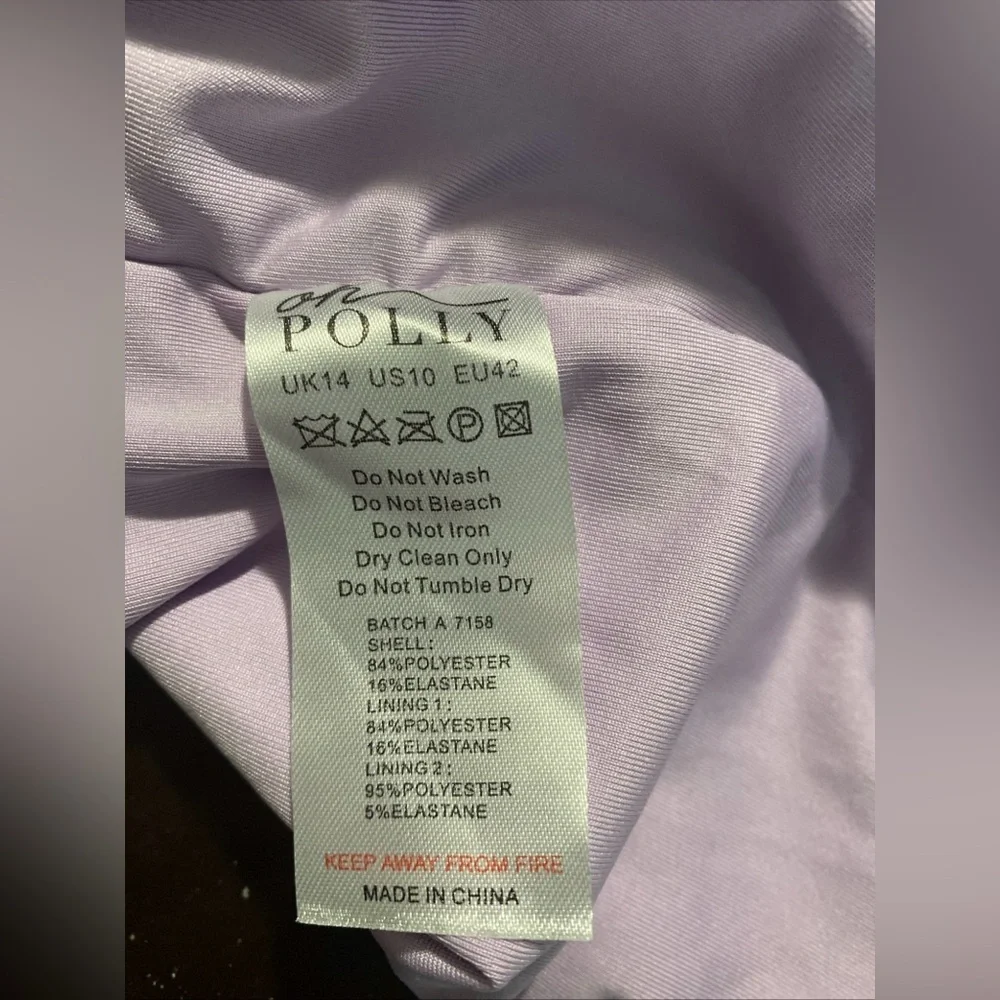 oh
POLLY
UK14 US10 EU42
P
Do Not Wash
Do Not Bleach
Do Not Iron
Dry Clean Only
Do Not Tumble Dry
BATCH A 7158
SHELL:
84%POLYESTER
16%ELASTANE
LINING 1:
84%POLYESTER
16%ELASTANE
LINING 2:
95%POLYESTER
5%ELASTANE
KEEP AWAY FROM FIRE
MADE IN CHINA